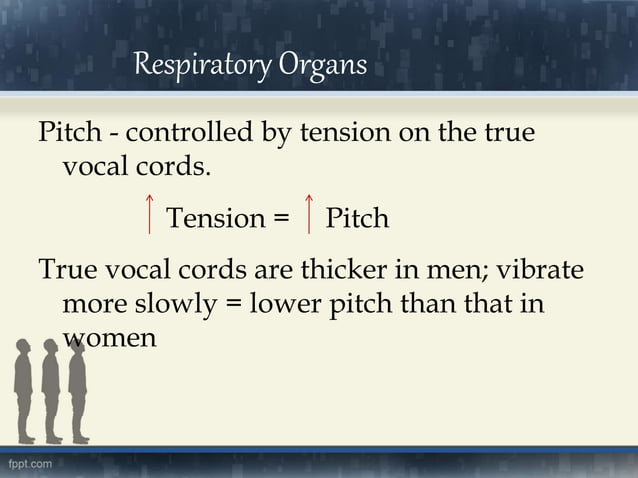 Respiratory Organs
Pitch - controlled by tension on the true
vocal cords.
Tension = Pitch
True vocal cords are thicker in men; vibrate
more slowly = lower pitch than that in
women
fppt.com